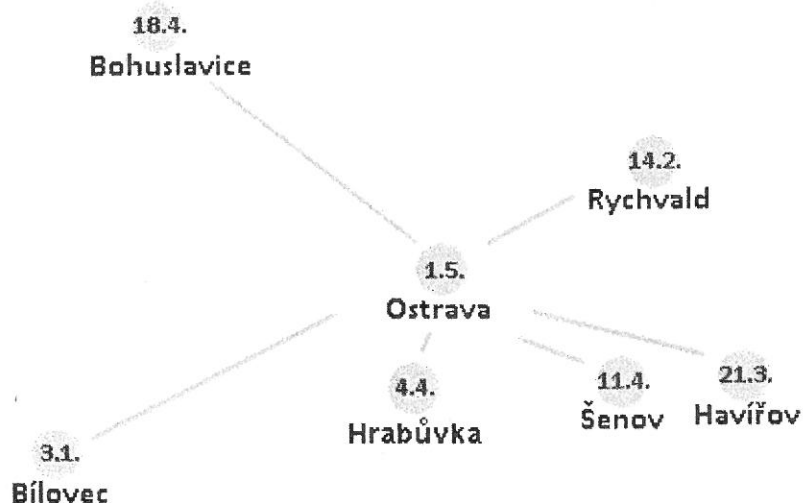 18.4.
Bohuslavice
14.2.
Rychvald
1.5.
Ostrava
4.4.
Hrabůvka
11.4.
Šenov
21.3.
Havířov
3.1.
Bílovec